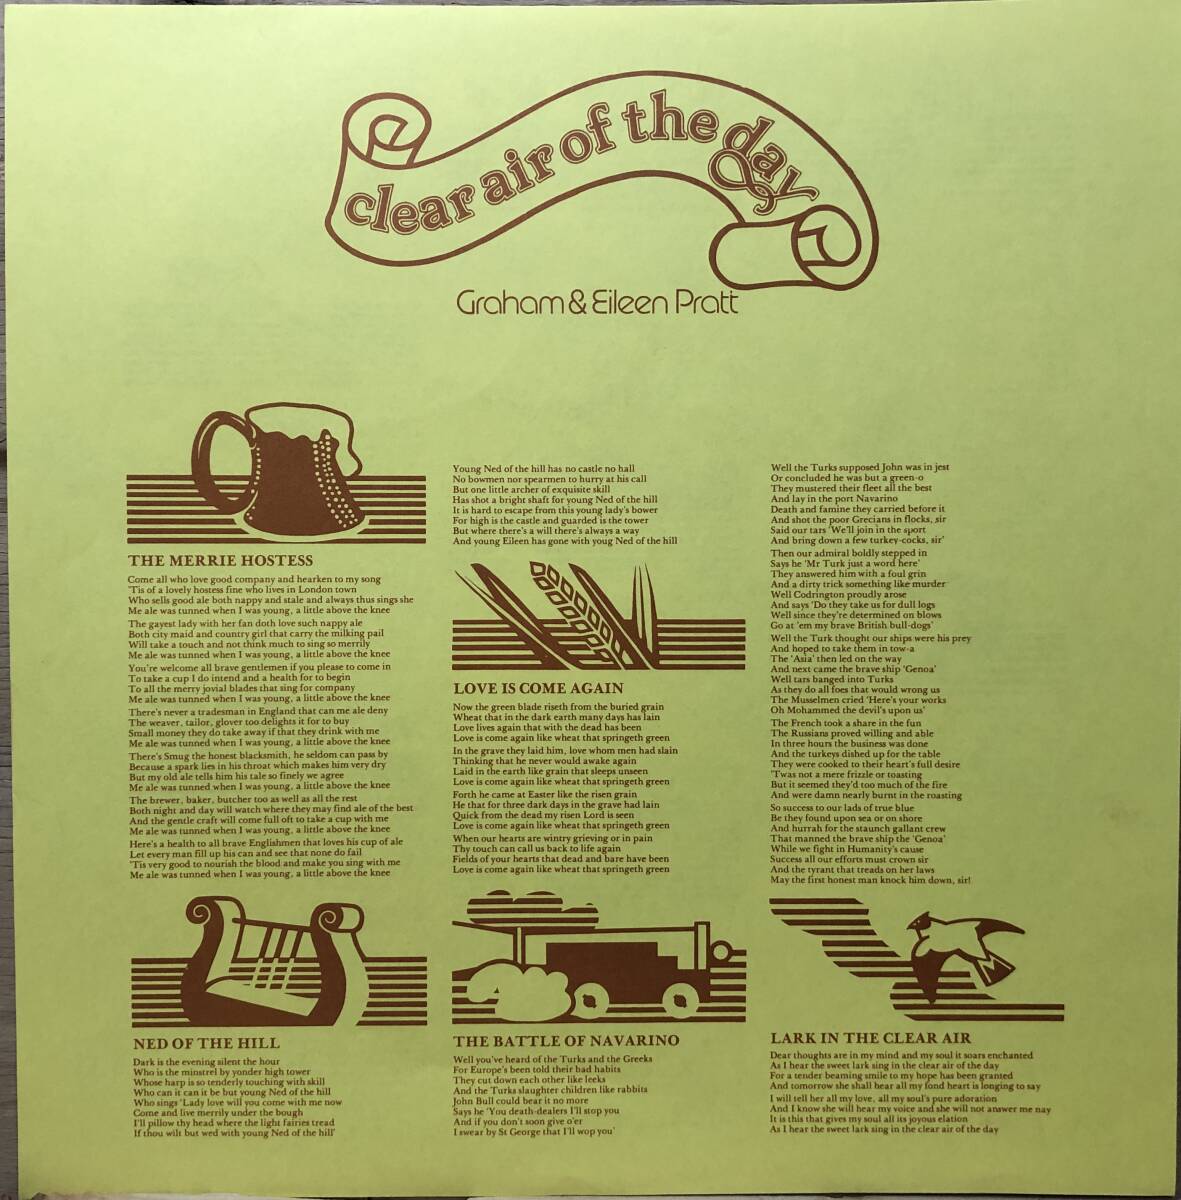 clear air of the day
Graham & Eileen Pratt
THE MERRIE HOSTESS
Come all who love good company and hearken to my song
'Tis of a lovely hostess fine who lives in London town
Who sells good ale both nappy and stale and always thus sings she
Me ale was tunned when I was young, a little above the knee
The gayest lady with her fan doth love such nappy ale
Both city maid and country girl that carry the milking pail
Will take a touch and not think much to sing so merrily
Me ale was tunned when I was young, a little above the knee
You're welcome all brave gentlemen if you please to come in
To take a cup I do intend and a health for to begin
To all the merry jovial blades that sing for company
Me ale was tunned when I was young, a little above the knee
There's never a tradesman in England that can me ale deny
The weaver, tailor, glover too delights it for to buy
Small money they do take away if that they drink with me
Me ale was tunned when I was young, a little above the knee
There's Smug the honest blacksmith, he seldom can pass by
Because a spark lies in his throat which makes him very dry
But my old ale tells him his tale so finely we agree
Me ale was tunned when I was young, a little above the knee
The brewer, baker, butcher too as well as all the rest
Both night and day will watch where they may find ale of the best
And the gentle craft will come full oft to take a cup with me
Me ale was tunned when I was young, a little above the knee
Here's a health to all brave Englishmen that loves his cup of ale
Let every man fill up his can and see that none do fail
'Tis very good to nourish the blood and make you sing with me
Me ale was tunned when I was young, a little above the knee
NED OF THE HILL
Dark is the evening silent the hour
Who is the minstrel by yonder high tower
Whose harp is so tenderly touching with skill
Who can it can it be but young Ned of the Hill
Who sings 'Lady love will you come with me now
Come and live merrily under the bough
I'll pillow thy head where the light fairies tread
If thou wilt but wed with young Ned of the hill'
Young Ned of the hill has no castle no hall
No bowmen nor spearmen to hurry at his call
But one little archer of exquisite skill
Has shot a bright shaft for young Ned of the hill
It is hard to escape from this young lady's bower
For high is the castle and guarded is the tower
But where there's a will there's always a way
And young Eileen has gone with youg Ned of the hill
LOVE IS COME AGAIN
Now the green blade riseth from the buried grain
Wheat that in the dark earth many days has lain
Love lives again that with the dead has been
Love is come again like wheat that springeth green
In the grave they laid him, love whom men had slain
Thinking that he never would awake again
Laid in the earth like grain that sleeps unseen
Love is come again like wheat that springeth green
Forth he came at Easter like the risen grain
He that for three dark days in the grave had lain
Quick from the dead my risen Lord is seen
Love is come again like wheat that springeth green
When our hearts are wintry grieving or in pain
Thy touch can call us back to life again
Fields of your hearts that dead and bare have been
Love is come again like wheat that springeth green
THE BATTLE OF NAVARINO
Well you've heard of the Turks and the Greeks
For Europe's been told their bad habits
They cut down each other like leeks
And the Turks slaughter children like rabbits
John Bull could bear it no more
Says he 'You death-dealers I'll stop you
And if you don't soon give o'er
I swear by St George that I'll wop you'
Well the Turks supposed John was in jest
Or concluded he was but a green-o
They mustered their fleet all the best
And lay in the port Navarino
Death and famine they carried before it
And shot the poor Grecians in flocks, sir
Said our tars 'We'll join in the sport
And bring down a few turkey-cocks, sir'
Then our admiral boldly stepped in
Says he 'Mr Turk just a word here'
They answered him with a foul grin
And a dirty trick something like murder
Well Codrington proudly arose
And says 'Do they take us for dull logs
Well since they're determined on blows
Go at 'em my brave British bull-dogs'
Well the Turk thought our ships were his prey
And hoped to take them in tow-a
The 'Asia' then led on the way
And next came the brave ship 'Genoa'
Well tars banged into Turks
As they do all foes that would wrong us
The Musselmen cried 'Here's your works
Oh Mohammed the devil's upon us'
The French took a share in the fun
The Russians proved willing and able
In three hours the business was done
And the turkeys dished up for the table
They were cooked to their heart's full desire
'Twas not a mere frizzle or toasting
But it seemed they'd too much of the fire
And were damn nearly burnt in the roasting
So success to our lads of true blue
Be they found upon sea or on shore
And hurrah for the staunch gallant crew
That manned the brave ship the 'Genoa'
While we fight in Humanity's cause
Success all our efforts must crown sir
And the tyrant that treads on her laws
May the first honest man knock him down, sir!
LARK IN THE CLEAR AIR
Dear thoughts are in my mind and my soul it soars enchanted
As I hear the sweet lark sing in the clear air of the day
For a tender beaming smile to my hope has been granted
And tomorrow she shall hear all my fond heart is longing to say
I will tell her all my love, all my soul's pure adoration
And I know she will hear my voice and she will not answer me nay
It is this that gives my soul all its joyous elation
As I hear the sweet lark sing in the clear air of the day